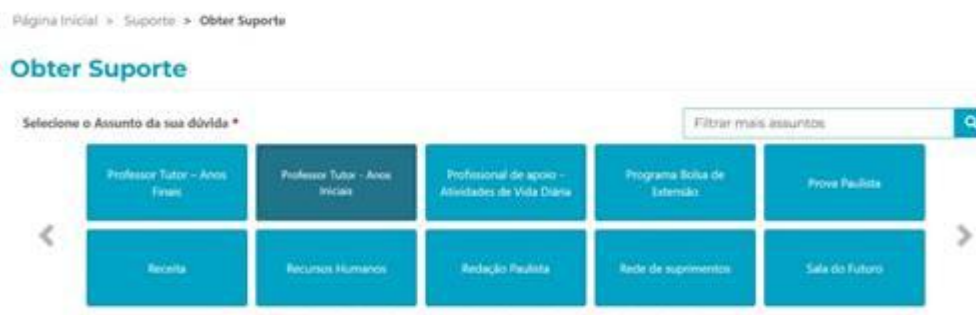 Página Inicial > Suporte > Obter Suporte
Obter Suporte
Selecione o Assunto da sua dúvida *
Filtrar mais assuntos
Professor Tutor – Anos
Finais
Professor Tutor - Anos
Iniciais
Profissional de apoio –
Atividades de Vida Diária
Programa Bolsa de
Extensão
Prova Paulista
Receita
Recursos Humanos
Redação Paulista
Rede de suprimentos
Sala do Futuro